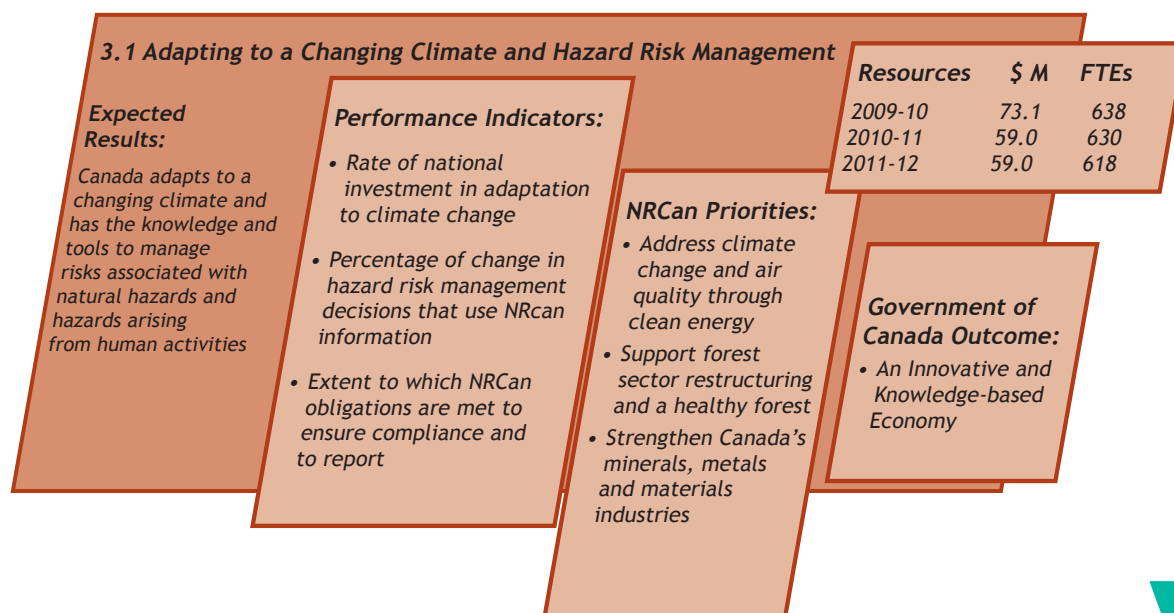 3.1 Adapting to a Changing Climate and Hazard Risk Management
Expected
Results:
Canada adapts to a
changing climate and
has the knowledge and
tools to manage
risks associated with
natural hazards and
hazards arising
from human activities
Performance Indicators:
• Rate of national
investment in adaptation
to climate change
• Percentage of change in
hazard risk management
decisions that use NRcan
information
• Extent to which NRCan
obligations are met to
ensure compliance and
to report
NRCan Priorities:
• Address climate
change and air
quality through
clean energy
• Support forest
sector restructuring
and a healthy forest
• Strengthen Canada’s
minerals, metals
and materials
industries
Resources $ M FTEs
2009-10 73.1 638
2010-11 59.0 630
2011-12 59.0 618
Government of
Canada Outcome:
• An Innovative and
Knowledge-based
Economy